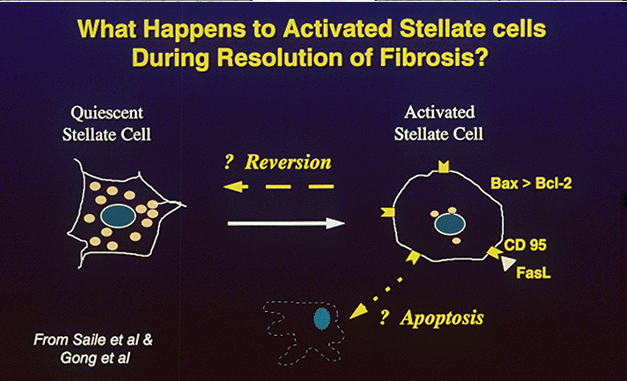 What Happens to Activated Stellate cells
During Resolution of Fibrosis?
Quiescent
Stellate Cell
Activated
Stellate Cell
? Reversion
Bax > Bcl-2
CD 95
FasL
? Apoptosis
From Saile et al &
Gong et al